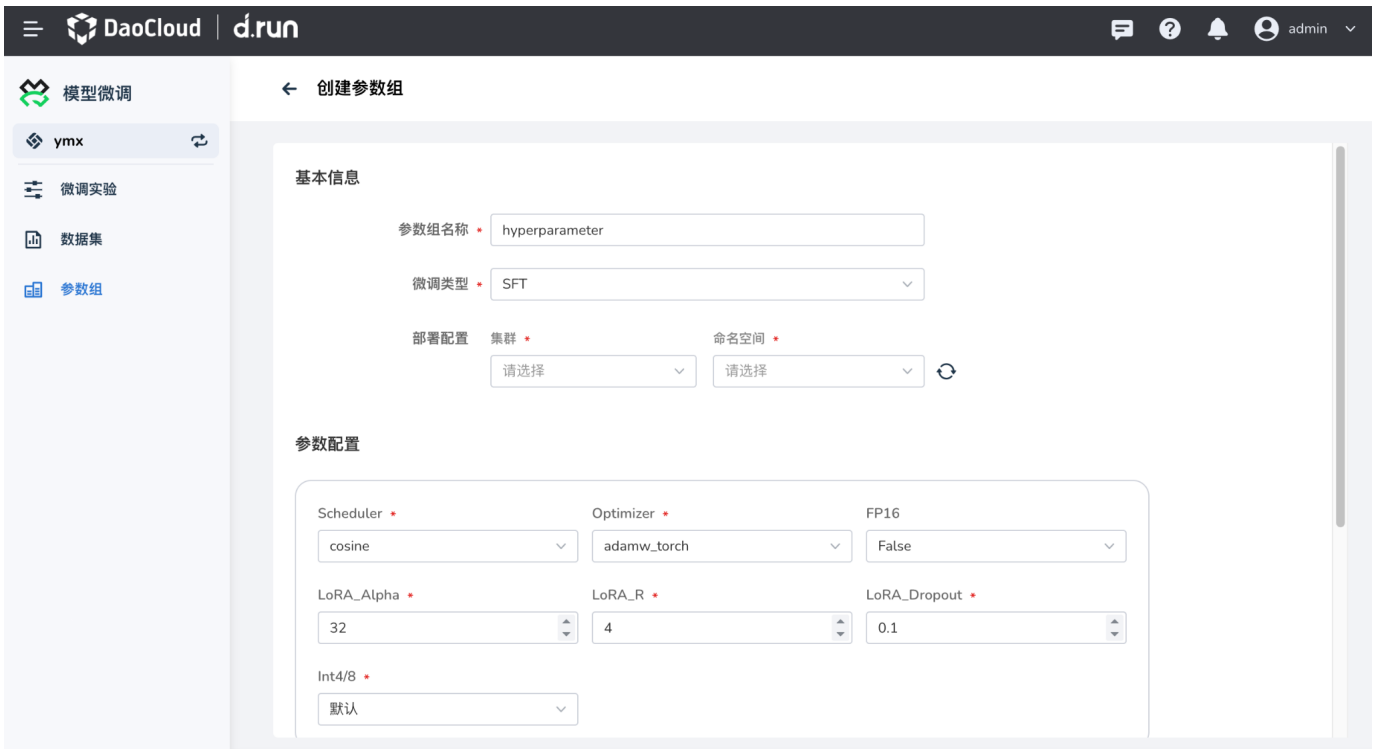 DaoCloud | d.run
admin
模型微调
ymx
微调实验
数据集
参数组
创建参数组
基本信息
参数组名称 * hyperparameter
微调类型 * SFT
部署配置 集群 * 命名空间 *
请选择 请选择
参数配置
Scheduler * Optimizer * FP16
cosine adamw_torch False
LoRA_Alpha * LoRA_R * LoRA_Dropout *
32 4 0.1
Int4/8 *
默认